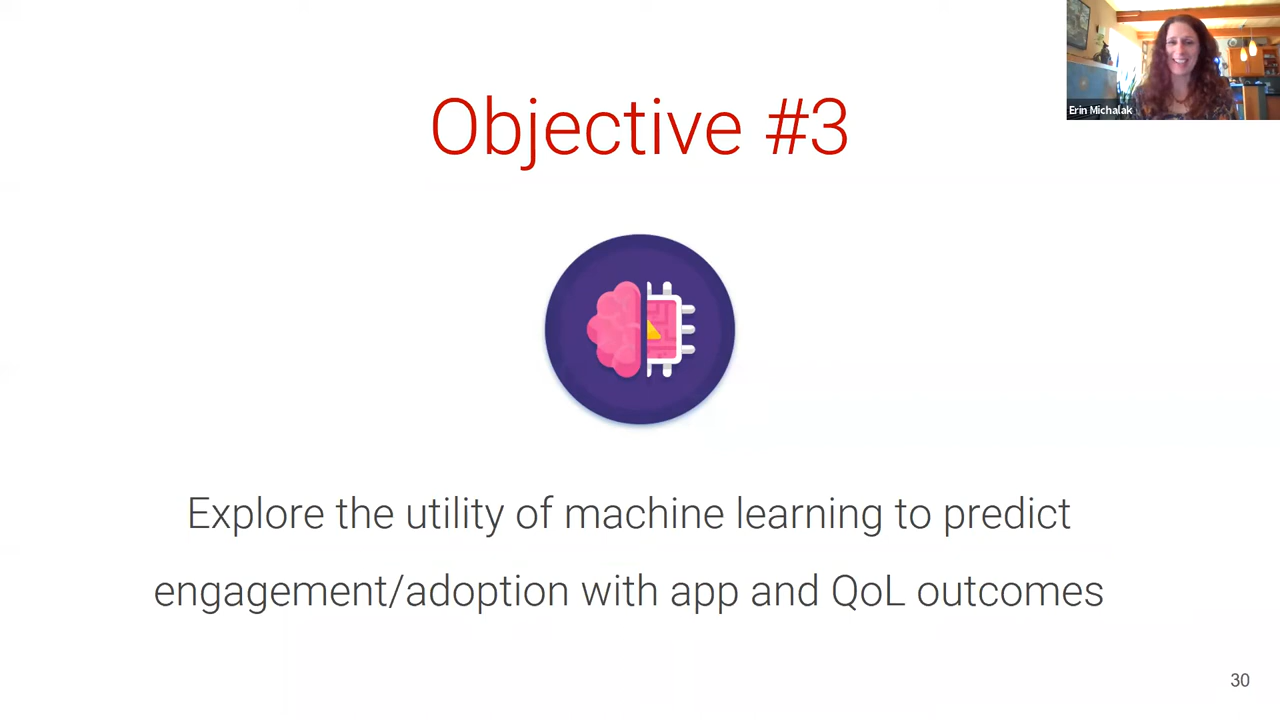 Erin Michalak
Objective #3
Explore the utility of machine learning to predict
engagement/adoption with app and QoL outcomes
30